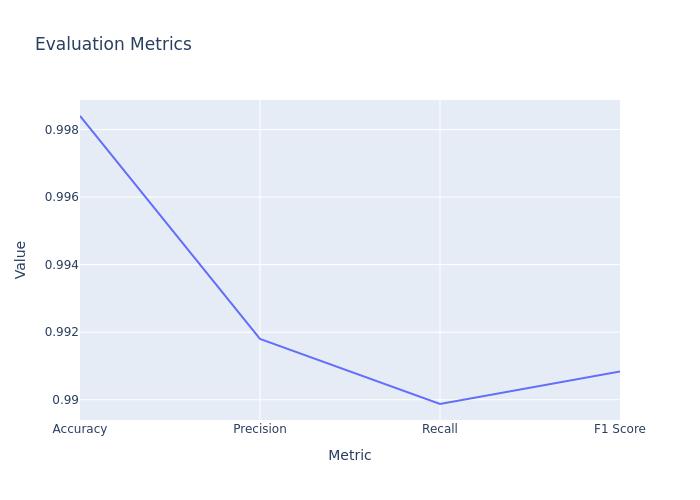 Evaluation Metrics
0.998
0.996
0.994
0.992
0.99
Value
Accuracy
Precision
Recall
F1 Score
Metric